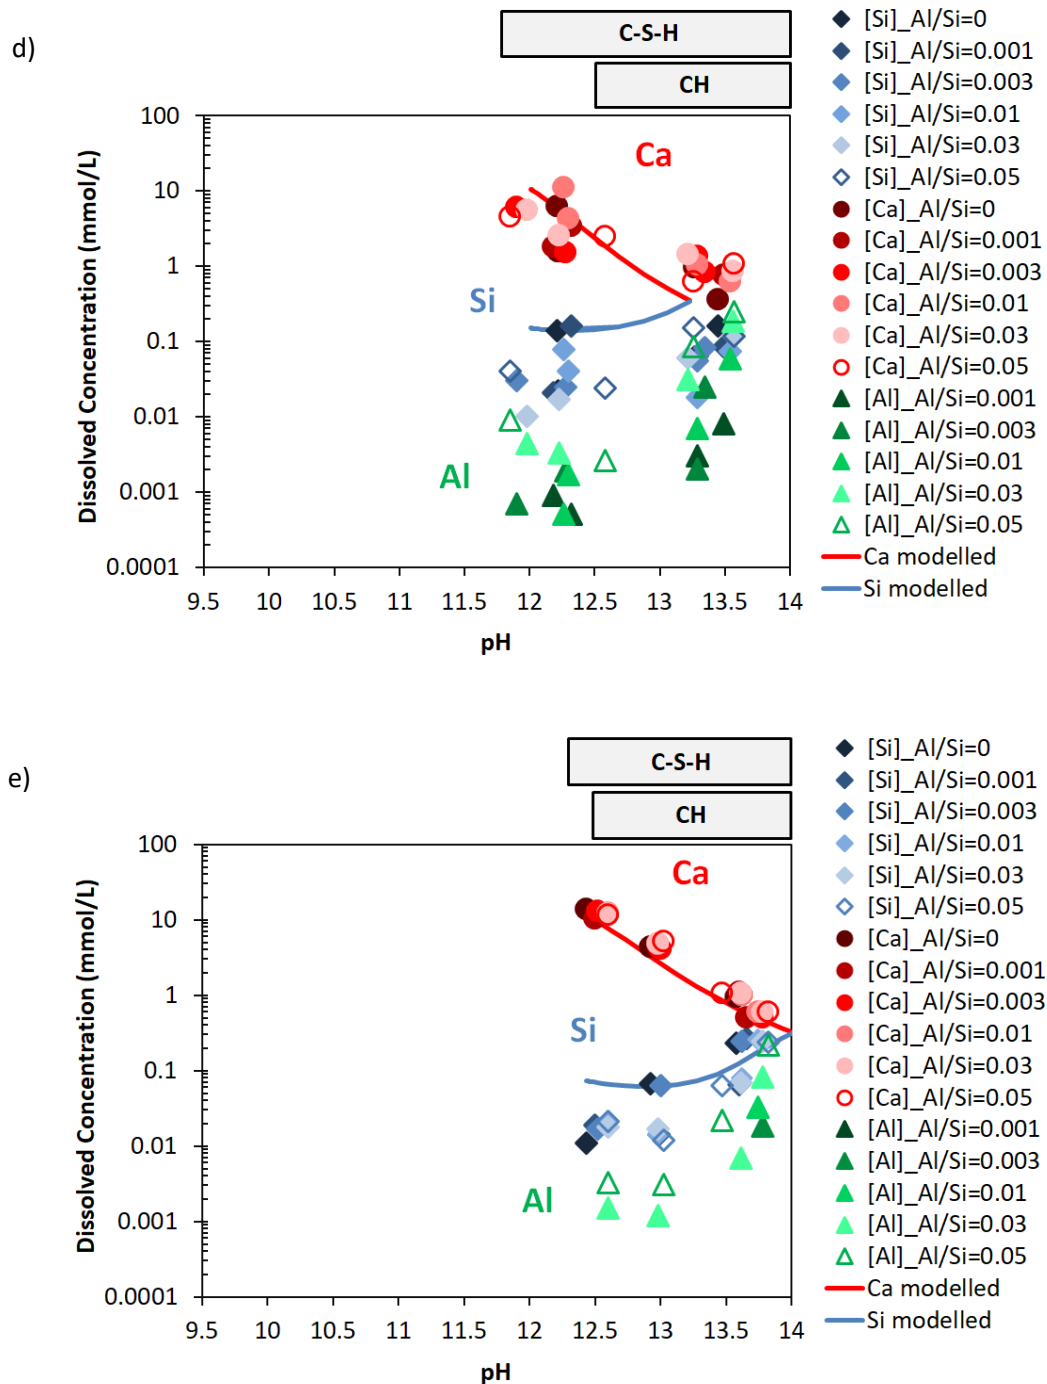 d)
C-S-H
CH
100
10
1
0.1
0.01
0.001
0.0001
Dissolved Concentration (mmol/L)
Ca
Si
Al
9.5 10 10.5 11 11.5 12 12.5 13 13.5 14
pH
[Si]_Al/Si=0
[Si]_Al/Si=0.001
[Si]_Al/Si=0.003
[Si]_Al/Si=0.01
[Si]_Al/Si=0.03
[Si]_Al/Si=0.05
[Ca]_Al/Si=0
[Ca]_Al/Si=0.001
[Ca]_Al/Si=0.003
[Ca]_Al/Si=0.01
[Ca]_Al/Si=0.03
[Ca]_Al/Si=0.05
[Al]_Al/Si=0.001
[Al]_Al/Si=0.003
[Al]_Al/Si=0.01
[Al]_Al/Si=0.03
[Al]_Al/Si=0.05
Ca modelled
Si modelled
e)
C-S-H
CH
100
10
1
0.1
0.01
0.001
0.0001
Dissolved Concentration (mmol/L)
Ca
Si
Al
9.5 10 10.5 11 11.5 12 12.5 13 13.5 14
pH
[Si]_Al/Si=0
[Si]_Al/Si=0.001
[Si]_Al/Si=0.003
[Si]_Al/Si=0.01
[Si]_Al/Si=0.03
[Si]_Al/Si=0.05
[Ca]_Al/Si=0
[Ca]_Al/Si=0.001
[Ca]_Al/Si=0.003
[Ca]_Al/Si=0.01
[Ca]_Al/Si=0.03
[Ca]_Al/Si=0.05
[Al]_Al/Si=0.001
[Al]_Al/Si=0.003
[Al]_Al/Si=0.01
[Al]_Al/Si=0.03
[Al]_Al/Si=0.05
Ca modelled
Si modelled